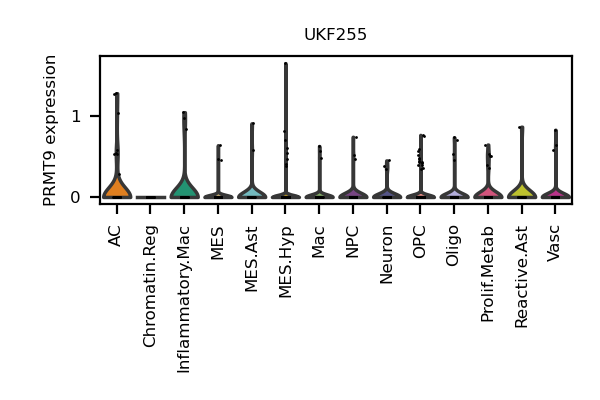 UKF255
PRMT9 expression
1
0
AC
Chromatin.Reg
Inflammatory.Mac
MES
MES.Ast
MES.Hyp
Mac
NPC
Neuron
OPC
Oligo
Prolif.Metab
Reactive.Ast
Vasc